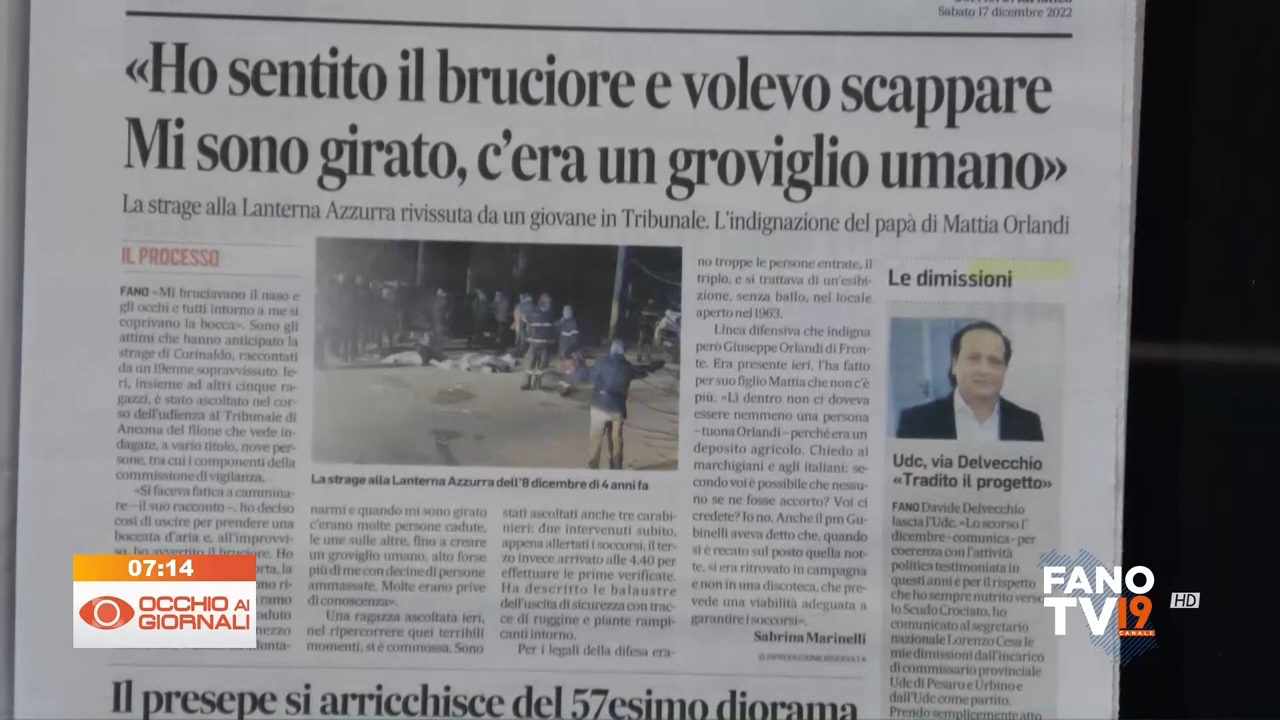 Sabato 17 dicembre 2022
«Ho sentito il bruciore e volevo scappare
Mi sono girato, c'era un groviglio umano»
La strage alla Lanterna Azzurra rivissuta da un giovane in Tribunale. L'indignazione del papà di Mattia Orlandi
IL PROCESSO
FANO «Mi bruciavano il naso e
gli occhi e tutti intorno a me si
coprivano la bocca». Sono gli
attimi che hanno anticipato la
strage di Corinaldo, raccontati
da un 19enne sopravvissuto. Ie-
ri, insieme ad altri cinque ra-
gazzi, è stato ascoltato nel cor-
so dell'udienza al Tribunale di
Ancona del filone che vede in-
dagate, a vario titolo, nove per-
sone, tra cui i componenti della
commissione di vigilanza.
«Si faceva fatica a cammina-
re – il suo racconto –, ho deciso
così di uscire per prendere una
boccata d'aria e, all'improvvi-
so, ho avvertito il bruciore. Ho
La strage alla Lanterna Azzurra dell'8 dicembre di 4 anni fa
narmi e quando mi sono girato
c'erano molte persone cadute,
le une sulle altre, fino a creare
un groviglio umano, alto forse
più di me con decine di persone
ammassate. Molte erano prive
di conoscenza».
Una ragazza ascoltata ieri,
nel ripercorrere quei terribili
momenti, si è commossa. Sono
stati ascoltati anche tre carabi-
nieri: due intervenuti subito,
appena allertati i soccorsi, il ter-
zo invece arrivato alle 4.40 per
effettuare le prime verificate.
Ha descritto le balaustre
dell'uscita di sicurezza con trac-
ce di ruggine e piante rampi-
canti intorno.
Per i legali della difesa era-
no troppe le persone entrate, il
triplo, e si trattava di un'esibi-
zione, senza ballo, nel locale
aperto nel 1963.
Linea difensiva che indigna
però Giuseppe Orlandi di Fron-
te. Era presente ieri, l'ha fatto
per suo figlio Mattia che non c'è
più. «Lì dentro non ci doveva
essere nemmeno una persona
– tuona Orlandi – perché era un
deposito agricolo. Chiedo ai
marchigiani e agli italiani: se-
condo voi è possibile che nessu-
no se ne fosse accorto? Voi ci
credete? Io no. Anche il pm Gu-
binelli aveva detto che, quando
si è recato sul posto quella not-
te, si era ritrovato in campagna
e non in una discoteca, che pre-
vede una viabilità adeguata a
garantire i soccorsi».
Sabrina Marinelli
© RIPRODUZIONE RISERVATA
Le dimissioni
Udc, via Delvecchio
«Tradito il progetto»
FANO Davide Delvecchio
lascia l'Udc. «Lo scorso 1°
dicembre – comunica – per
coerenza con l'attività
politica testimoniata in
questi anni e per il rispetto
che ho sempre nutrito verso
lo Scudo Crociato, ho
comunicato al segretario
nazionale Lorenzo Cesa le
mie dimissioni dall'incarico
di commissario provinciale
Udc di Pesaro e Urbino e
dall'Udc come partito.
Prendo semplicemente atto
Il presepe si arricchisce del 57esimo diorama
07:14
OCCHIO AI
GIORNALI
FANO
TV19
CANALE
HD